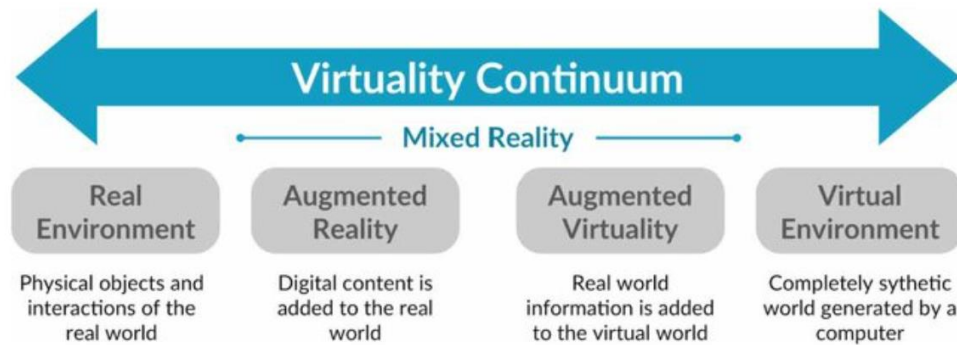 Virtuality Continuum
Mixed Reality
Real
Environment
Physical objects and
interactions of the
real world
Augmented
Reality
Digital content is
added to the real
world
Augmented
Virtuality
Real world
information is added
to the virtual world
Virtual
Environment
Completely sythetic
world generated by a
computer